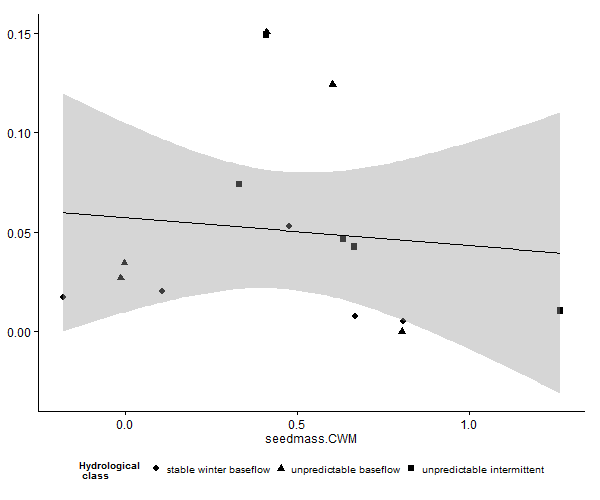 0.15
0.10
0.05
0.00
0.0 0.5 1.0
seedmass.CWM
Hydrological
class
stable winter baseflow unpredictable baseflow unpredictable intermittent